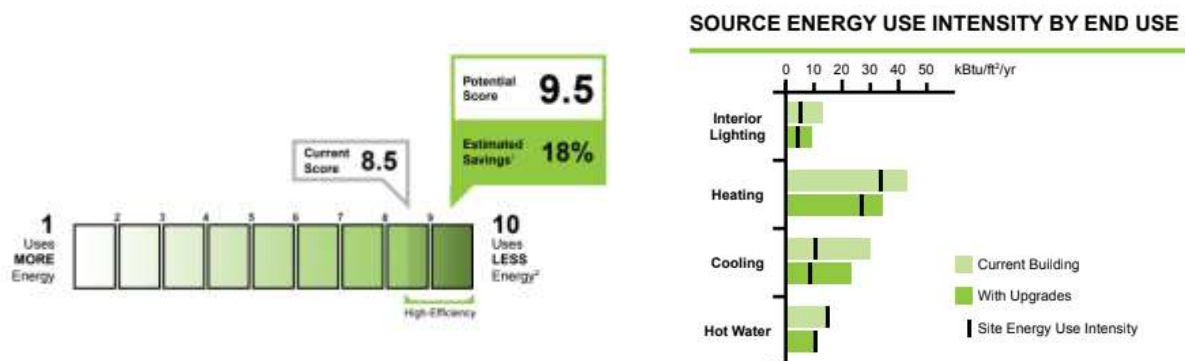 Potential
Score
9.5
Estimated
Savings¹
18%
Current
Score
8.5
2 3 4 5 6 7 8 9
1
Uses
MORE
Energy
10
Uses
LESS
Energy²
High-Efficiency
SOURCE ENERGY USE INTENSITY BY END USE
0 10 20 30 40 50 kBtu/ft²/yr
Interior
Lighting
Heating
Cooling
Hot Water
Current Building
With Upgrades
Site Energy Use Intensity